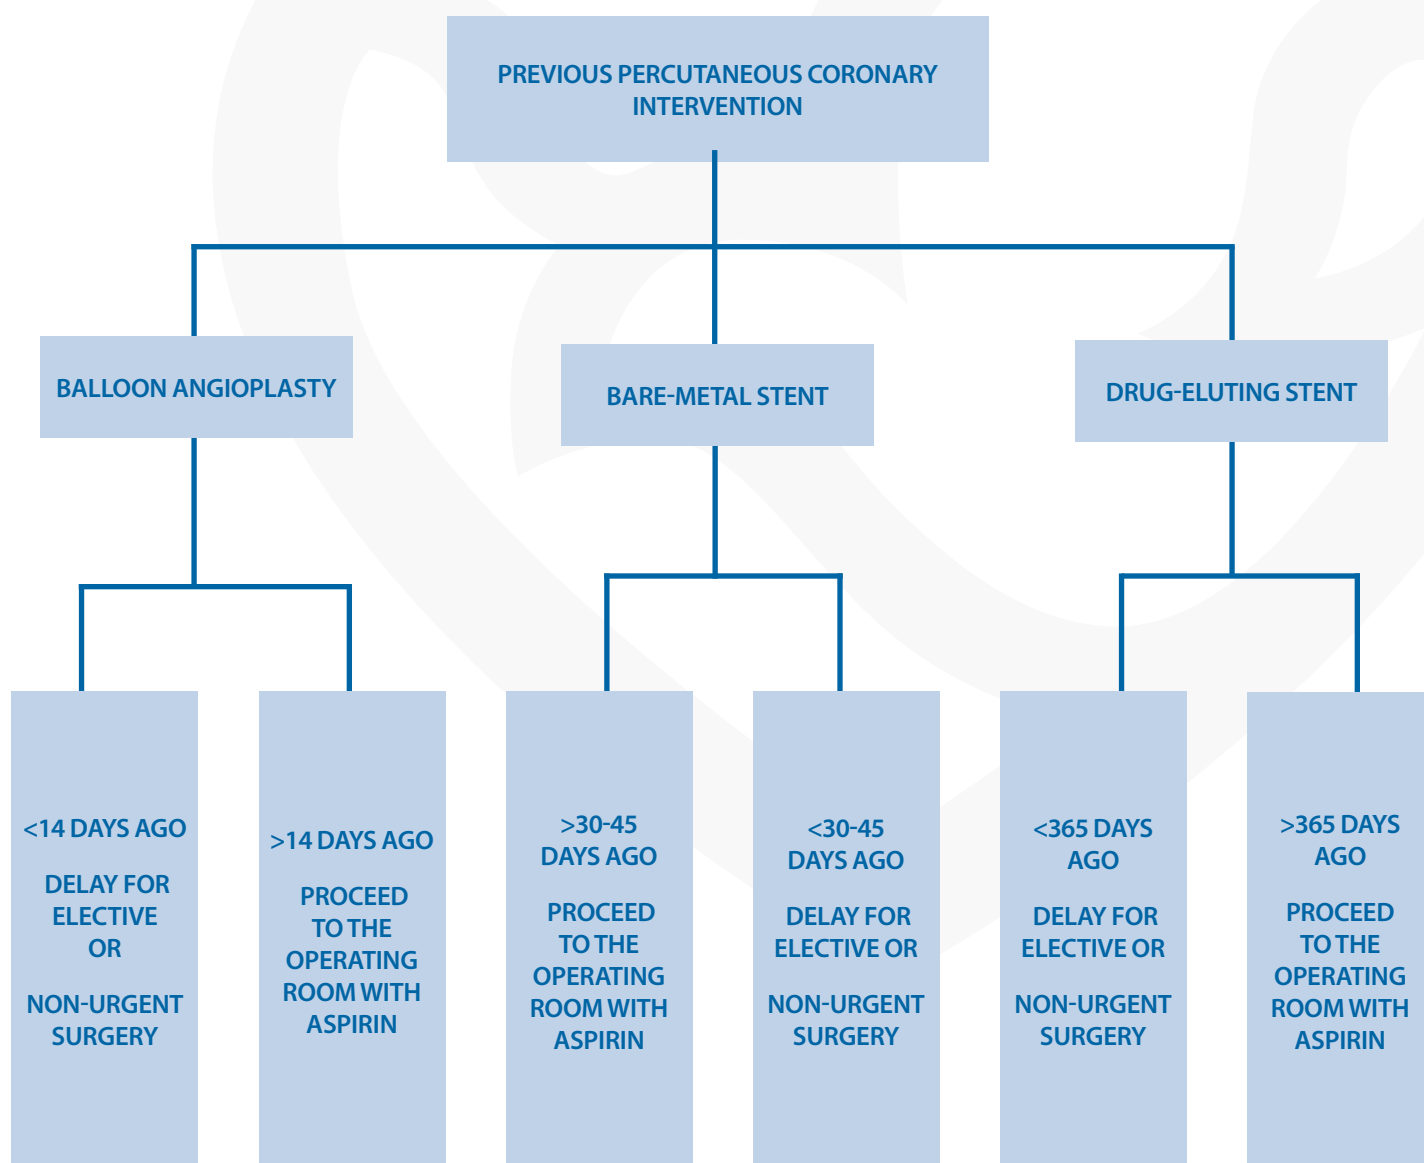 PREVIOUS PERCUTANEOUS CORONARY
INTERVENTION
BALLOON ANGIOPLASTY
BARE-METAL STENT
DRUG-ELUTING STENT
<14 DAYS AGO
DELAY FOR
ELECTIVE
OR
NON-URGENT
SURGERY
>14 DAYS AGO
PROCEED
TO THE
OPERATING
ROOM WITH
ASPIRIN
>30-45
DAYS AGO
PROCEED
TO THE
OPERATING
ROOM WITH
ASPIRIN
<30-45
DAYS AGO
DELAY FOR
ELECTIVE OR
NON-URGENT
SURGERY
<365 DAYS
AGO
DELAY FOR
ELECTIVE OR
NON-URGENT
SURGERY
>365 DAYS
AGO
PROCEED
TO THE
OPERATING
ROOM WITH
ASPIRIN